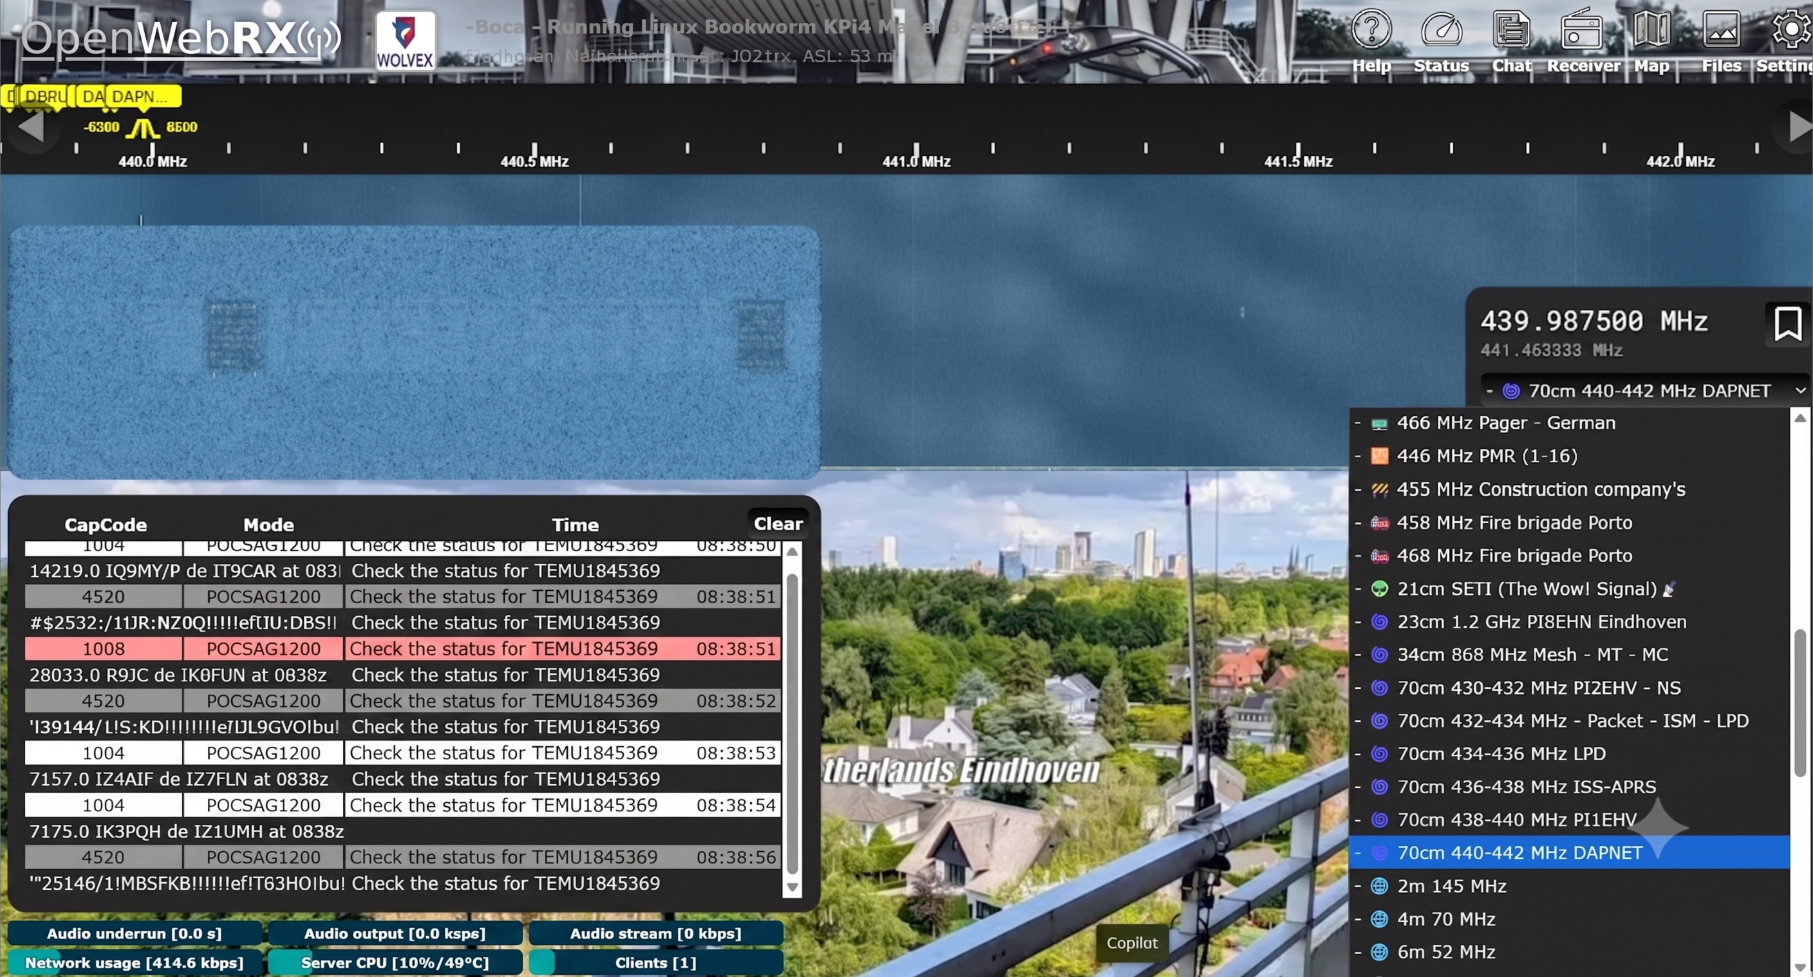 OpenWebRX
WOLVEX
-Boca - Running Linux Bookworm KPi4
JO2trx, ASL: 53 m
Help Status Chat Receiver Map Files Setting
DBRU DA DAPN...
-6300 8500
440.0 MHz 440.5 MHz 441.0 MHz 441.5 MHz 442.0 MHz
439.987500 MHz
441.463333 MHz
- 70cm 440-442 MHz DAPNET
- 466 MHz Pager - German
- 446 MHz PMR (1-16)
- 455 MHz Construction company's
- 458 MHz Fire brigade Porto
- 468 MHz Fire brigade Porto
- 21cm SETI (The Wow! Signal)
- 23cm 1.2 GHz PI8EHN Eindhoven
- 34cm 868 MHz Mesh - MT - MC
- 70cm 430-432 MHz PI2EHV - NS
- 70cm 432-434 MHz - Packet - ISM - LPD
- 70cm 434-436 MHz LPD
- 70cm 436-438 MHz ISS-APRS
- 70cm 438-440 MHz PI1EHV
- 70cm 440-442 MHz DAPNET
- 2m 145 MHz
- 4m 70 MHz
- 6m 52 MHz
CapCode Mode Time Clear
1004 POCSAG1200 Check the status for TEMU1845369 08:38:50
14219.0 IQ9MY/P de IT9CAR at 083 Check the status for TEMU1845369
4520 POCSAG1200 Check the status for TEMU1845369 08:38:51
#$2532:/11JR:NZ0Q!!!!!eftIU:DBS!! Check the status for TEMU1845369
1008 POCSAG1200 Check the status for TEMU1845369 08:38:51
28033.0 R9JC de IK0FUN at 0838z Check the status for TEMU1845369
4520 POCSAG1200 Check the status for TEMU1845369 08:38:52
Check the status for TEMU1845369
1004 POCSAG1200 Check the status for TEMU1845369 08:38:53
7157.0 IZ4AIF de IZ7FLN at 0838z Check the status for TEMU1845369
1004 POCSAG1200 Check the status for TEMU1845369 08:38:54
7175.0 IK3PQH de IZ1UMH at 0838z
4520 POCSAG1200 Check the status for TEMU1845369 08:38:56
Check the status for TEMU1845369
therlands Eindhoven
Copilot
Audio underrun [0.0 s] Audio output [0.0 ksps] Audio stream [0 kbps]
Network usage [414.6 kbps] Server CPU [10%/49°C] Clients [1]